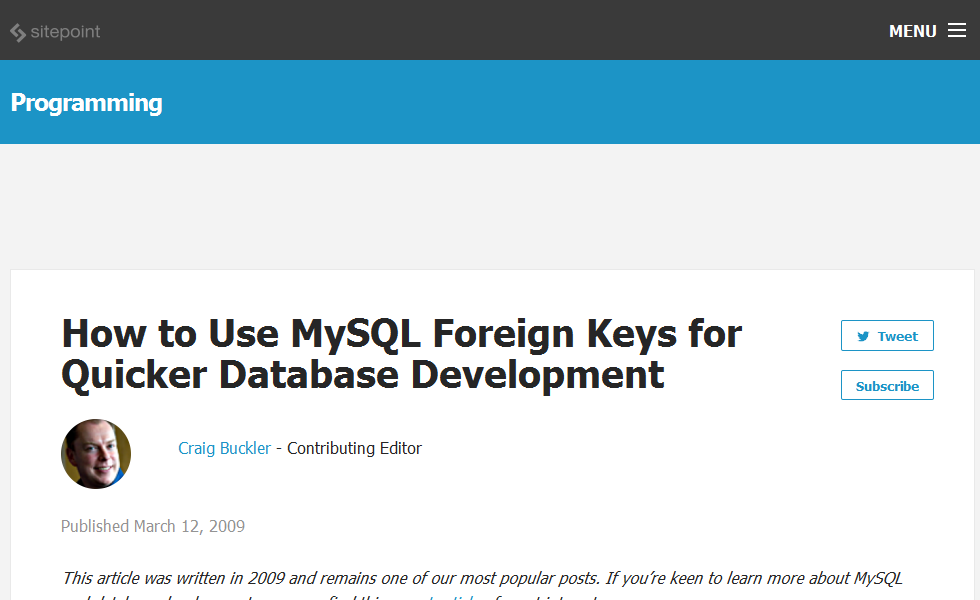 sitepoint
MENU
Programming
How to Use MySQL Foreign Keys for
Quicker Database Development
Tweet
Subscribe
Craig Buckler - Contributing Editor
Published March 12, 2009
This article was written in 2009 and remains one of our most popular posts. If you’re keen to learn more about MySQL